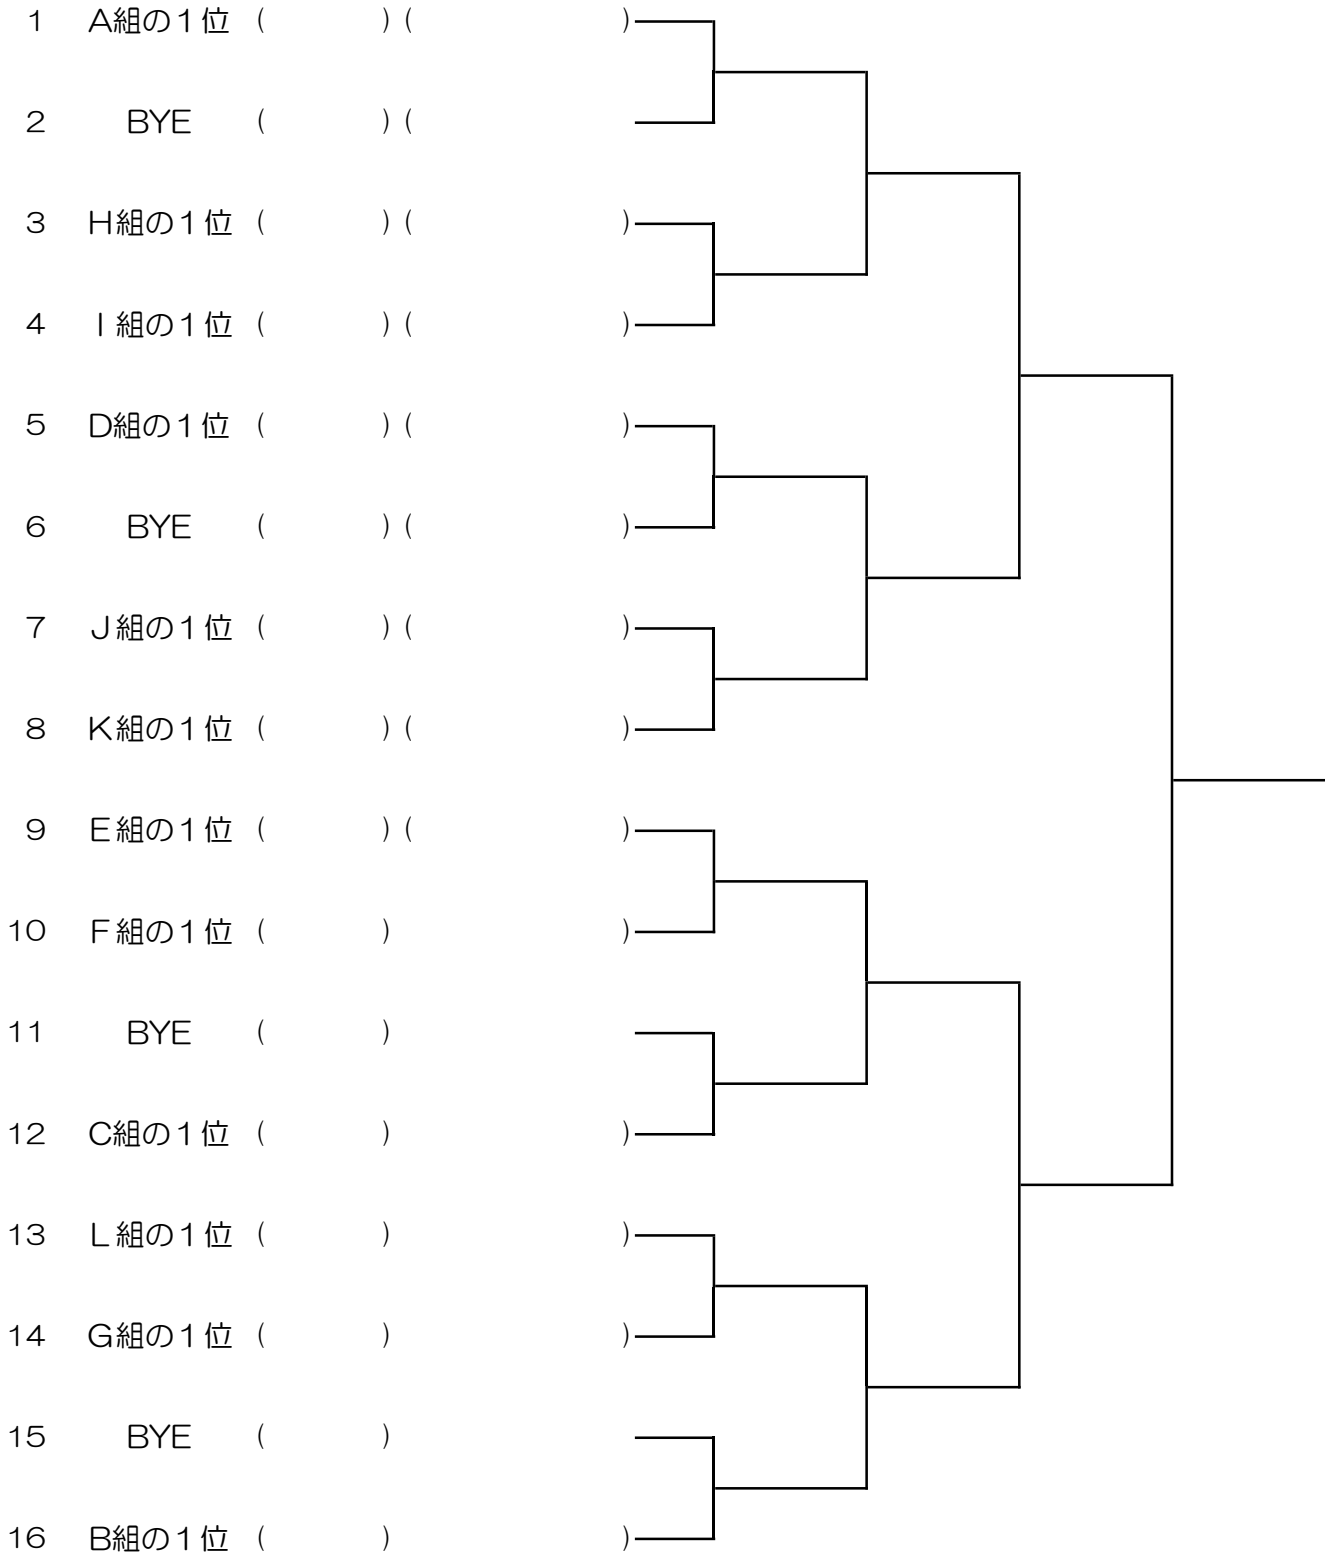 1 A組の１位 ( ) ( )
2 BYE ( ) (
3 H組の１位 ( ) ( )
4 I組の１位 ( ) ( )
5 D組の１位 ( ) ( )
6 BYE ( ) ( )
7 J組の１位 ( ) ( )
8 K組の１位 ( ) ( )
9 E組の１位 ( ) ( )
10 F組の１位 ( ) )
11 BYE ( )
12 C組の１位 ( ) )
13 L組の１位 ( ) )
14 G組の１位 ( ) )
15 BYE ( )
16 B組の１位 ( ) )